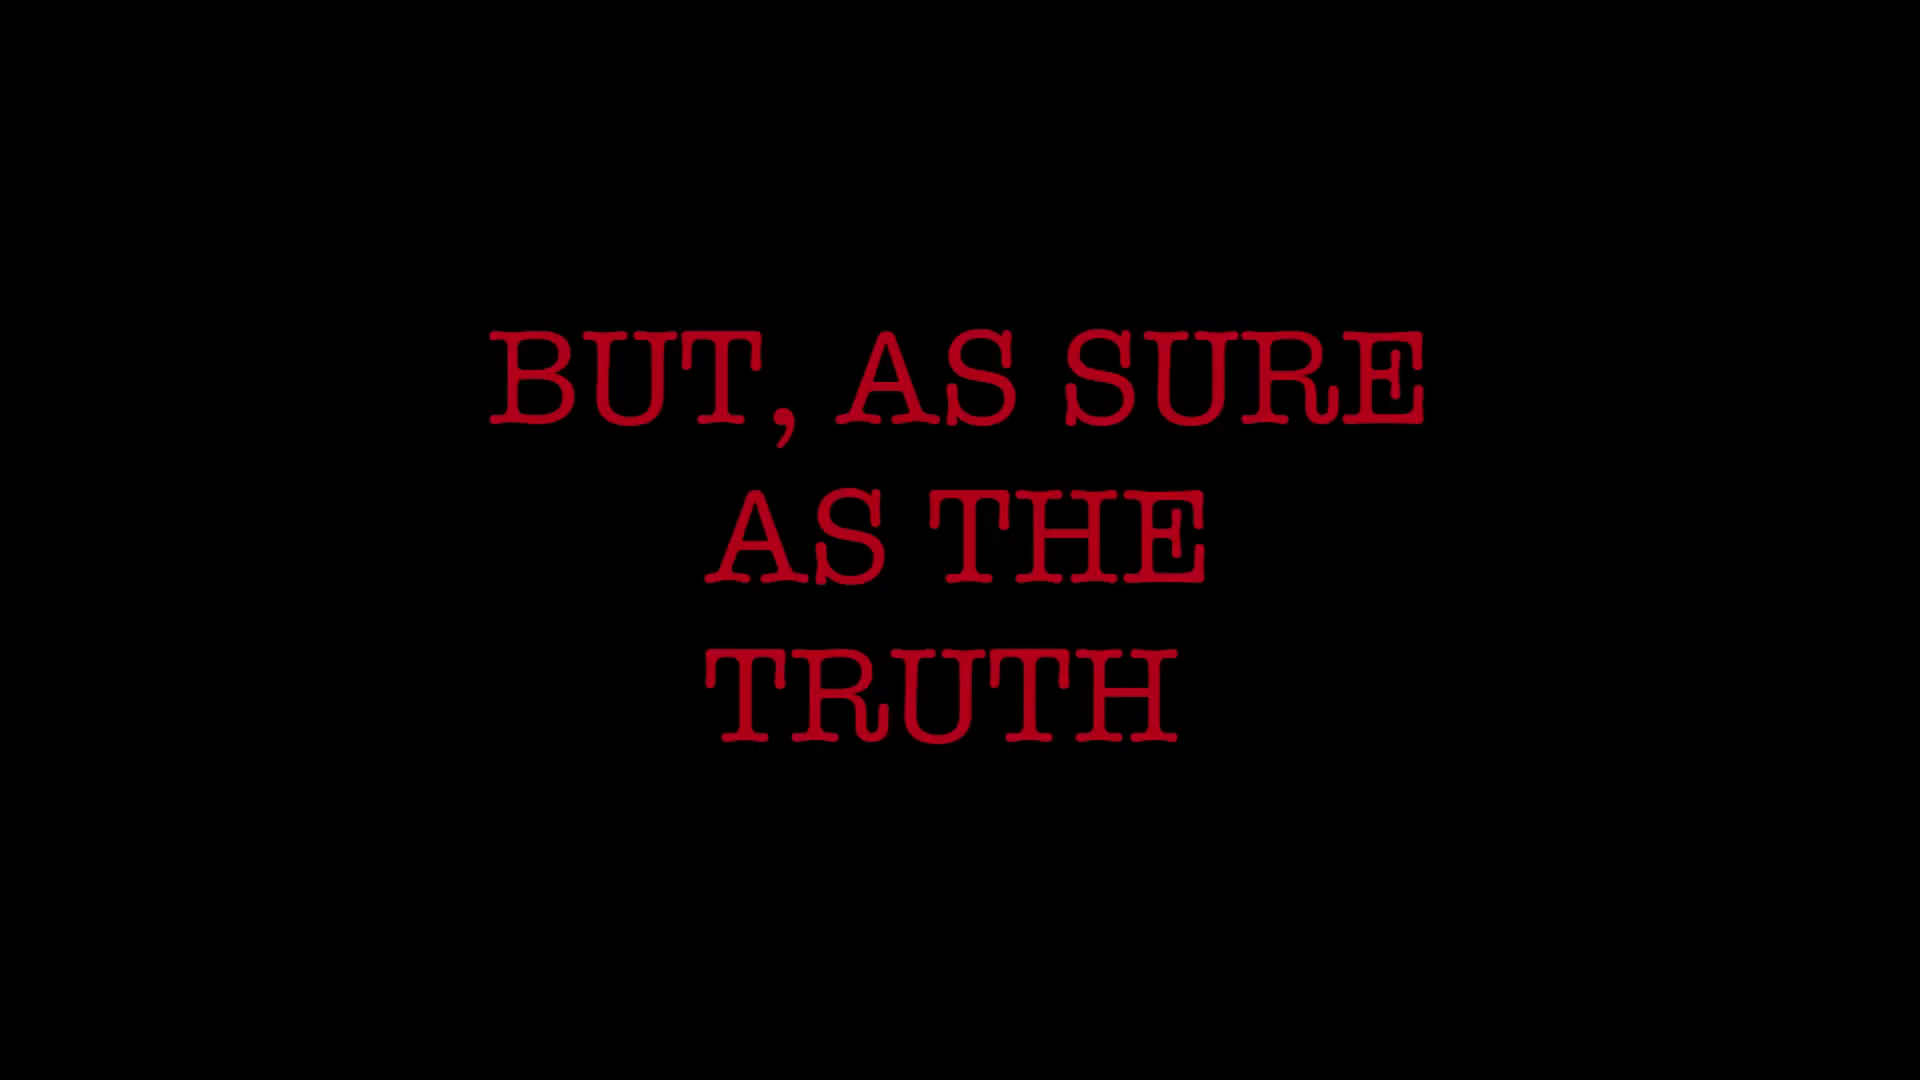 BUT, AS SURE
AS THE
TRUTH